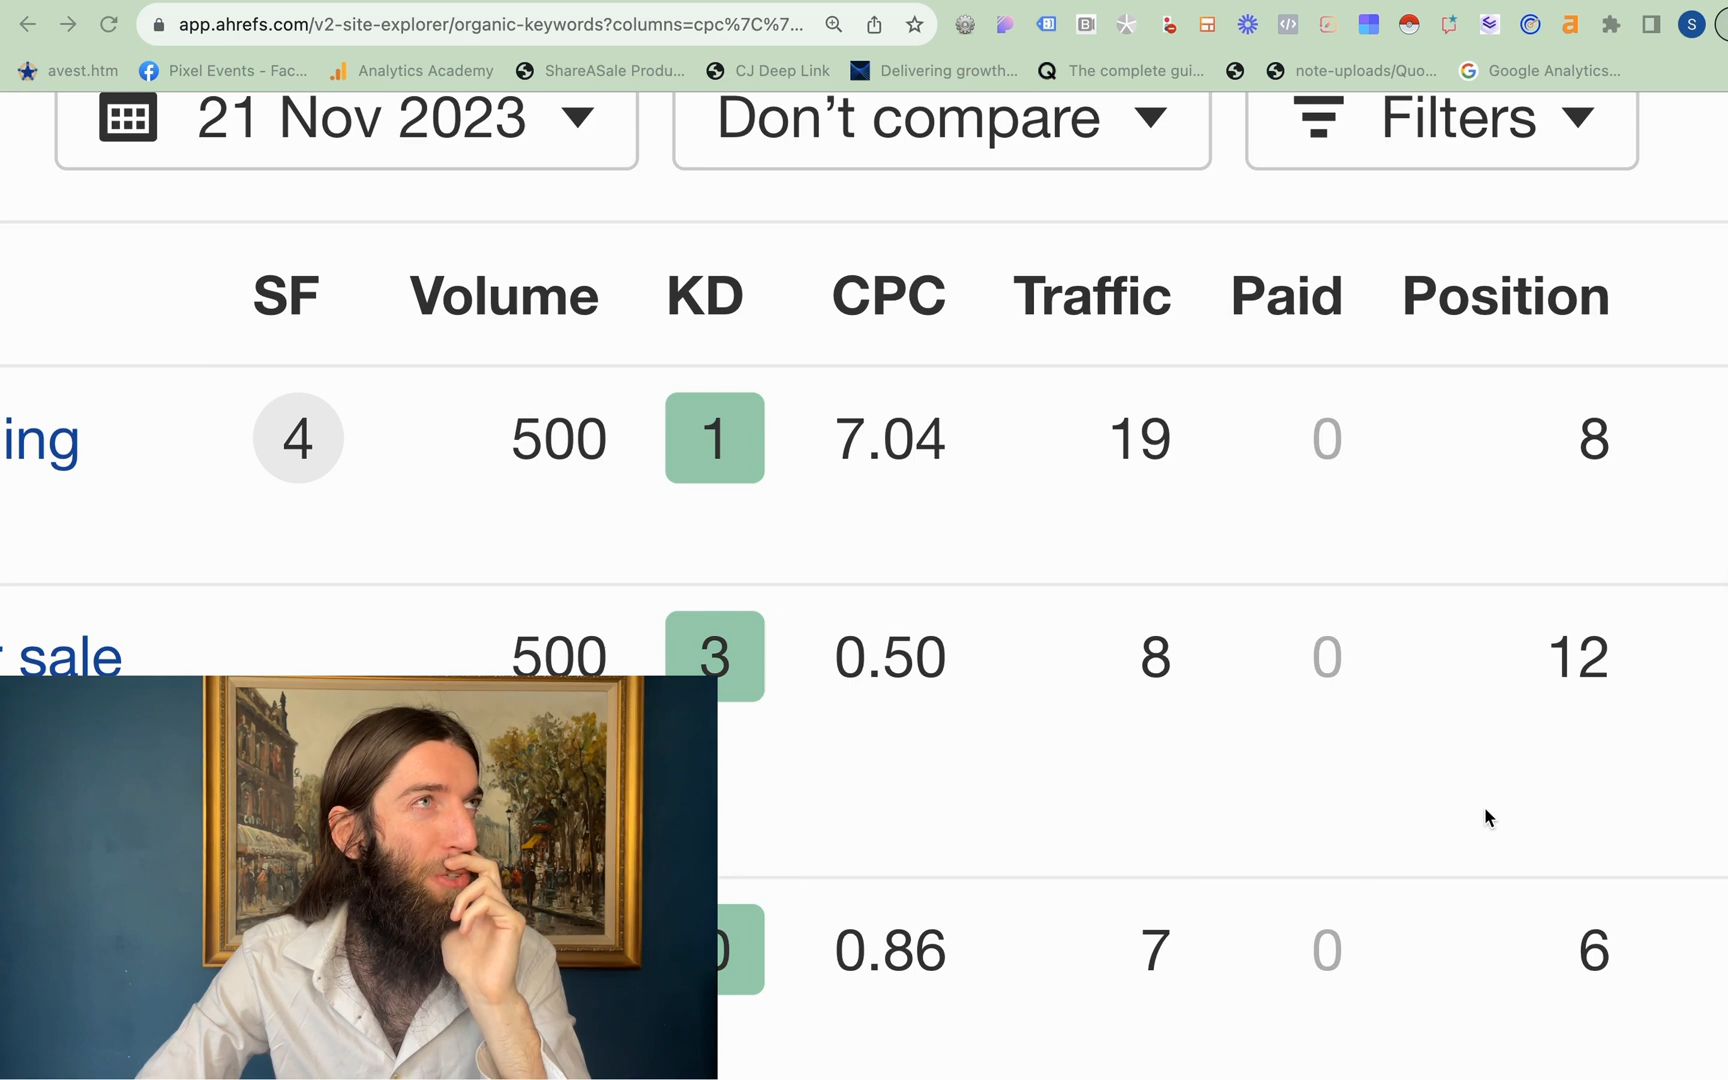 app.ahrefs.com/v2-site-explorer/organic-keywords?columns=cpc%7C%7...
S
avest.htm Pixel Events - Fac... Analytics Academy ShareASale Produ... CJ Deep Link Delivering growth... The complete gui... note-uploads/Quo... Google Analytics...
21 Nov 2023 Don’t compare Filters
SF Volume KD CPC Traffic Paid Position
ing 4 500 1 7.04 19 0 8
sale 500 3 0.50 8 0 12
0.86 7 0 6